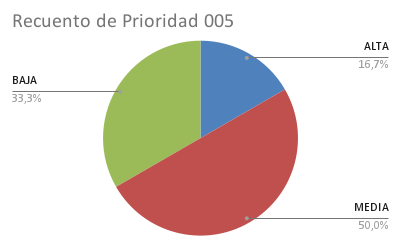 Recuento de Prioridad 005
ALTA
16,7%
BAJA
33,3%
MEDIA
50,0%